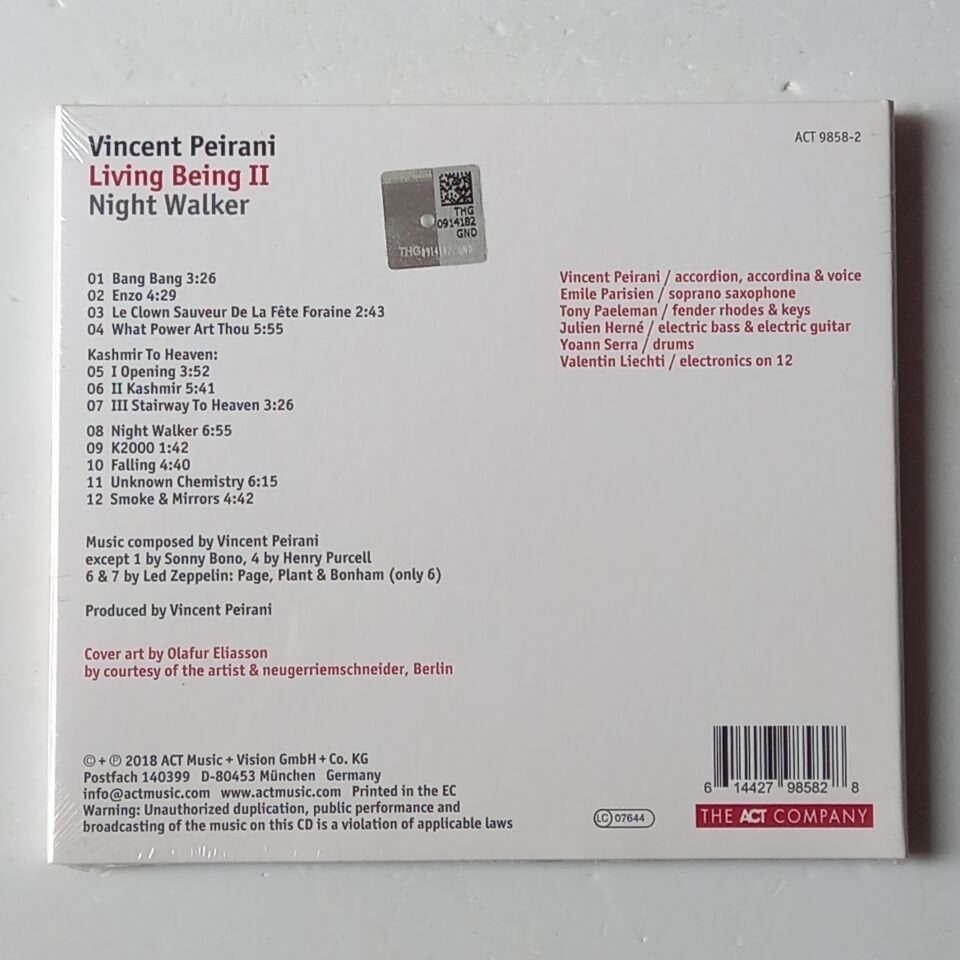 Vincent Peirani
Living Being II
Night Walker
ACT 9858-2
THG
0914182
GND
01 Bang Bang 3:26
02 Enzo 4:29
03 Le Clown Sauveur De La Fête Foraine 2:43
04 What Power Art Thou 5:55
Kashmir To Heaven:
05 I Opening 3:52
06 II Kashmir 5:41
07 III Stairway To Heaven 3:26
08 Night Walker 6:55
09 K2000 1:42
10 Falling 4:40
11 Unknown Chemistry 6:15
12 Smoke & Mirrors 4:42
Vincent Peirani / accordion, accordina & voice
Emile Parisien / soprano saxophone
Tony Paeleman / fender rhodes & keys
Julien Herné / electric bass & electric guitar
Yoann Serra / drums
Valentin Liechti / electronics on 12
Music composed by Vincent Peirani
except 1 by Sonny Bono, 4 by Henry Purcell
6 & 7 by Led Zeppelin: Page, Plant & Bonham (only 6)
Produced by Vincent Peirani
Cover art by Olafur Eliasson
by courtesy of the artist & neugerriemschneider, Berlin
© + ℗ 2018 ACT Music + Vision GmbH + Co. KG
Postfach 140399 D-80453 München Germany
info@actmusic.com www.actmusic.com Printed in the EC
Warning: Unauthorized duplication, public performance and
broadcasting of the music on this CD is a violation of applicable laws
LC 07644
6 14427 98582 8
THE ACT COMPANY